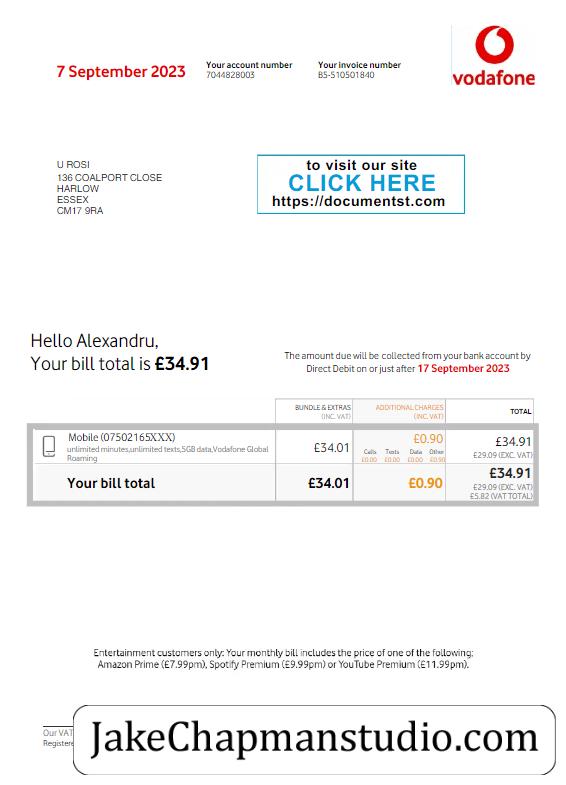 7 September 2023
Your account number
7044828003
Your invoice number
B5-510501840
vodafone
U ROSI
136 COALPORT CLOSE
HARLOW
ESSEX
CM17 9RA
to visit our site
CLICK HERE
https://documentst.com
Hello Alexandru,
Your bill total is £34.91
The amount due will be collected from your bank account by
Direct Debit on or just after 17 September 2023
BUNDLE & EXTRAS
(INC. VAT)
ADDITIONAL CHARGES
(INC. VAT)
TOTAL
Mobile (07502165XXX)
unlimited minutes,unlimited texts,5GB data,Vodafone Global
Roaming
£34.01
£0.90
Calls Texts Data Other
£0.00 £0.00 £0.00 £0.90
£34.91
£29.09 (EXC. VAT)
Your bill total
£34.01
£0.90
£34.91
£29.09 (EXC. VAT)
£5.82 (VAT TOTAL)
Entertainment customers only: Your monthly bill includes the price of one of the following:
Amazon Prime (£7.99pm), Spotify Premium (£9.99pm) or YouTube Premium (£11.99pm).
Our VAT
Registere
JakeChapmanstudio.com